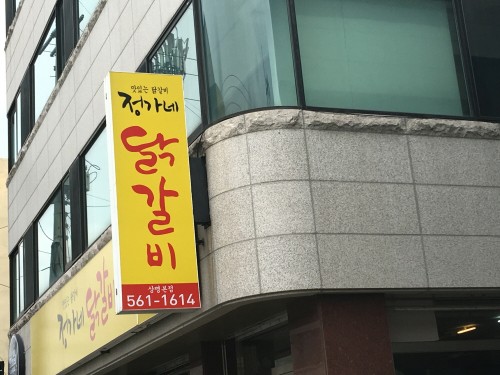 맛있는 닭갈비
정가네
닭갈비
상명본점
561-1614
정가네 닭갈비